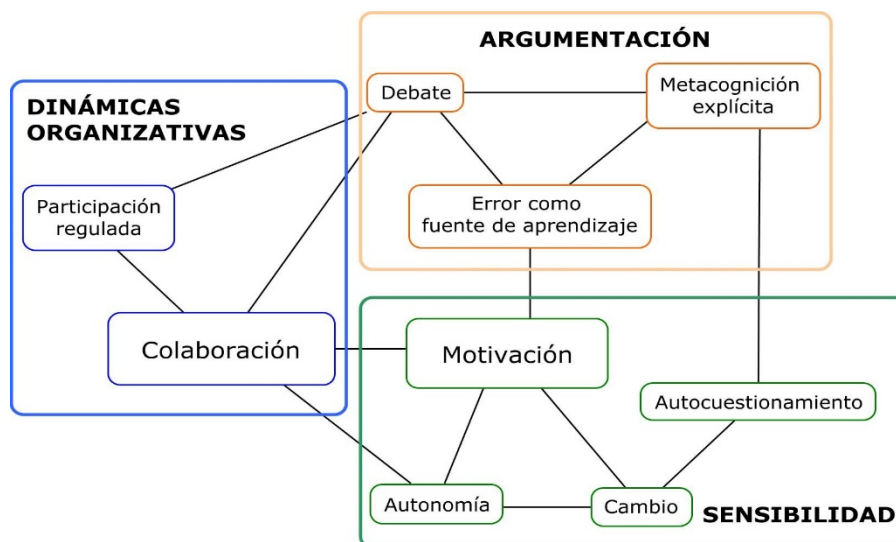 ARGUMENTACIÓN
Debate
Metacognición
explícita
DINÁMICAS
ORGANIZATIVAS
Participación
regulada
Error como
fuente de aprendizaje
Colaboración
Motivación
Autocuestionamiento
Autonomía
Cambio
SENSIBILIDAD